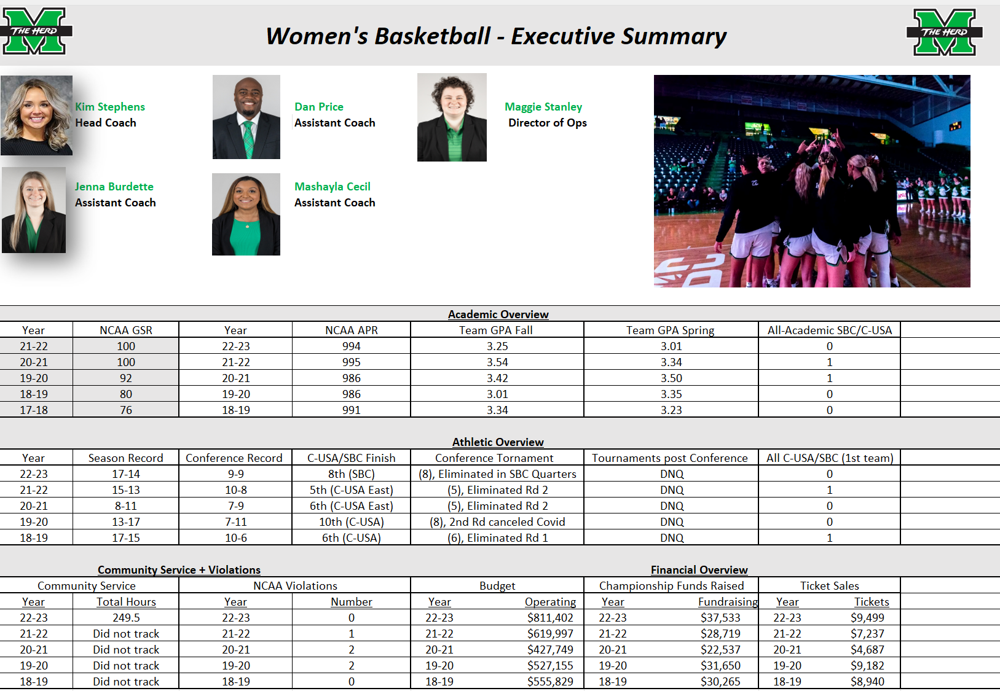 THE HERD
Women's Basketball - Executive Summary
THE HERD
Kim Stephens
Head Coach
Dan Price
Assistant Coach
Maggie Stanley
Director of Ops
Jenna Burdette
Assistant Coach
Mashayla Cecil
Assistant Coach
22
Academic Overview
Year NCAA GSR Year NCAA APR Team GPA Fall Team GPA Spring All-Academic SBC/C-USA
21-22 100 22-23 994 3.25 3.01 0
20-21 100 21-22 995 3.54 3.34 1
19-20 92 20-21 986 3.42 3.50 1
18-19 80 19-20 986 3.01 3.35 0
17-18 76 18-19 991 3.34 3.23 0
Athletic Overview
Year Season Record Conference Record C-USA/SBC Finish Conference Tornament Tournaments post Conference All C-USA/SBC (1st team)
22-23 17-14 9-9 8th (SBC) (8), Eliminated in SBC Quarters DNQ 0
21-22 15-13 10-8 5th (C-USA East) (5), Eliminated Rd 2 DNQ 1
20-21 8-11 7-9 6th (C-USA East) (5), Eliminated Rd 2 DNQ 0
19-20 13-17 7-11 10th (C-USA) (8), 2nd Rd canceled Covid DNQ 0
18-19 17-15 10-6 6th (C-USA) (6), Eliminated Rd 1 DNQ 1
Community Service + Violations Financial Overview
Community Service NCAA Violations Budget Championship Funds Raised Ticket Sales
Year Total Hours Year Number Year Operating Year Fundraising Year Tickets
22-23 249.5 22-23 0 22-23 $811,402 22-23 $37,533 22-23 $9,499
21-22 Did not track 21-22 1 21-22 $619,997 21-22 $28,719 21-22 $7,237
20-21 Did not track 20-21 2 20-21 $427,749 20-21 $22,537 20-21 $4,687
19-20 Did not track 19-20 2 19-20 $527,155 19-20 $31,650 19-20 $9,182
18-19 Did not track 18-19 0 18-19 $555,829 18-19 $30,265 18-19 $8,940